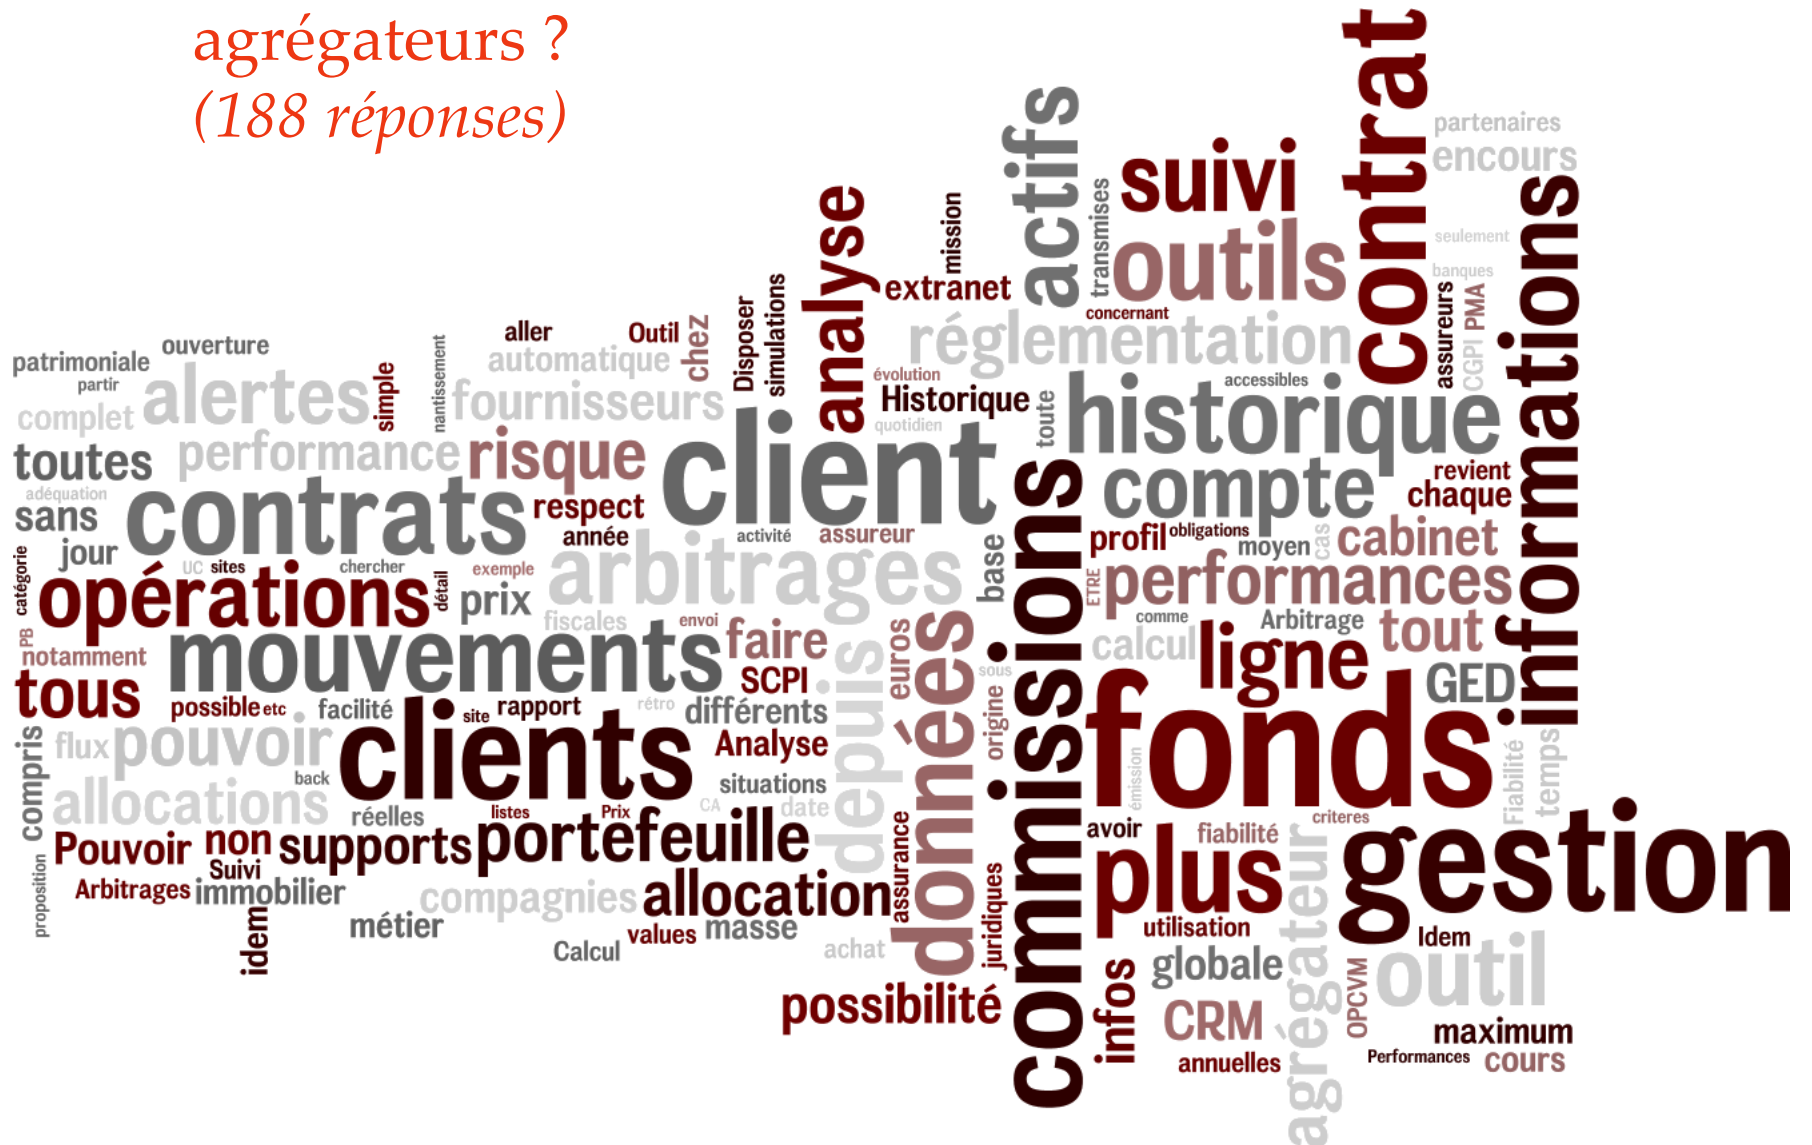 agrégateurs ?
(188 réponses)
contrat
partenaires
encours
actifs
suivi
transmises
outils
informations
analyse
mission
extranet
seulement
banques
concernant
réglementation
assureurs
PMA
CGPI
patrimoniale
ouverture
partir
complet
alertes
simple
nantissement
aller
automatique
Outil
chez
fournisseurs
Disposer
simulations
évolution
Historique
quotidien
toute
accessibles
historique
toutes
performance
risque
client
commissions
compte
revient
chaque
adéquation
sans
contrats
respect
année
activité
assureur
profil
obligations
moyen
cas
cabinet
jour
catégorie
UC
sites
chercher
exemple
arbitrages
base
ETRE
performances
opérations
détail
prix
fiscales
envoi
comme
Arbitrage
calcul
tout
PB
notamment
mouvements
faire
depuis
euros
données
sous
ligne
GED
tous
possible
etc
facilité
site
rapport
SCPI
rétro
différents
origine
fonds
compris
flux
pouvoir
clients
Analyse
back
situations
émission
Fiabilité
temps
allocations
réelles
listes
Prix
CA
date
criteres
Pouvoir
non
supports
portefeuille
avoir
fiabilité
gestion
Suivi
proposition
Arbitrages
immobilier
compagnies
allocation
assurance
juridiques
plus
agrégateur
idem
métier
Calcul
values
masse
achat
utilisation
Idem
globale
outil
possibilité
infos
CRM
OPCVM
maximum
annuelles
Performances
cours